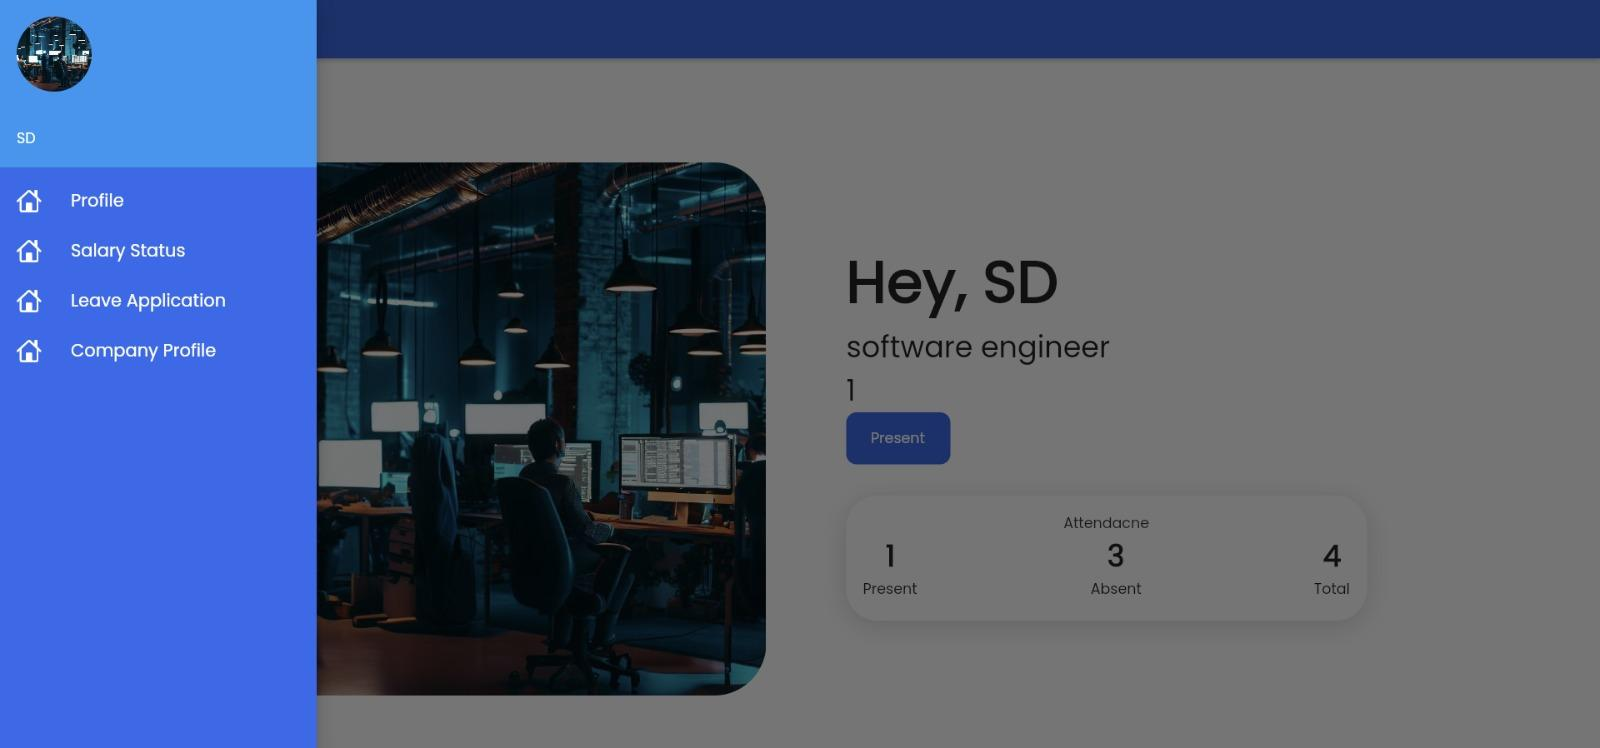 SD
Profile
Salary Status
Leave Application
Company Profile
Hey, SD
software engineer
1
Present
Attendacne
1 3 4
Present Absent Total